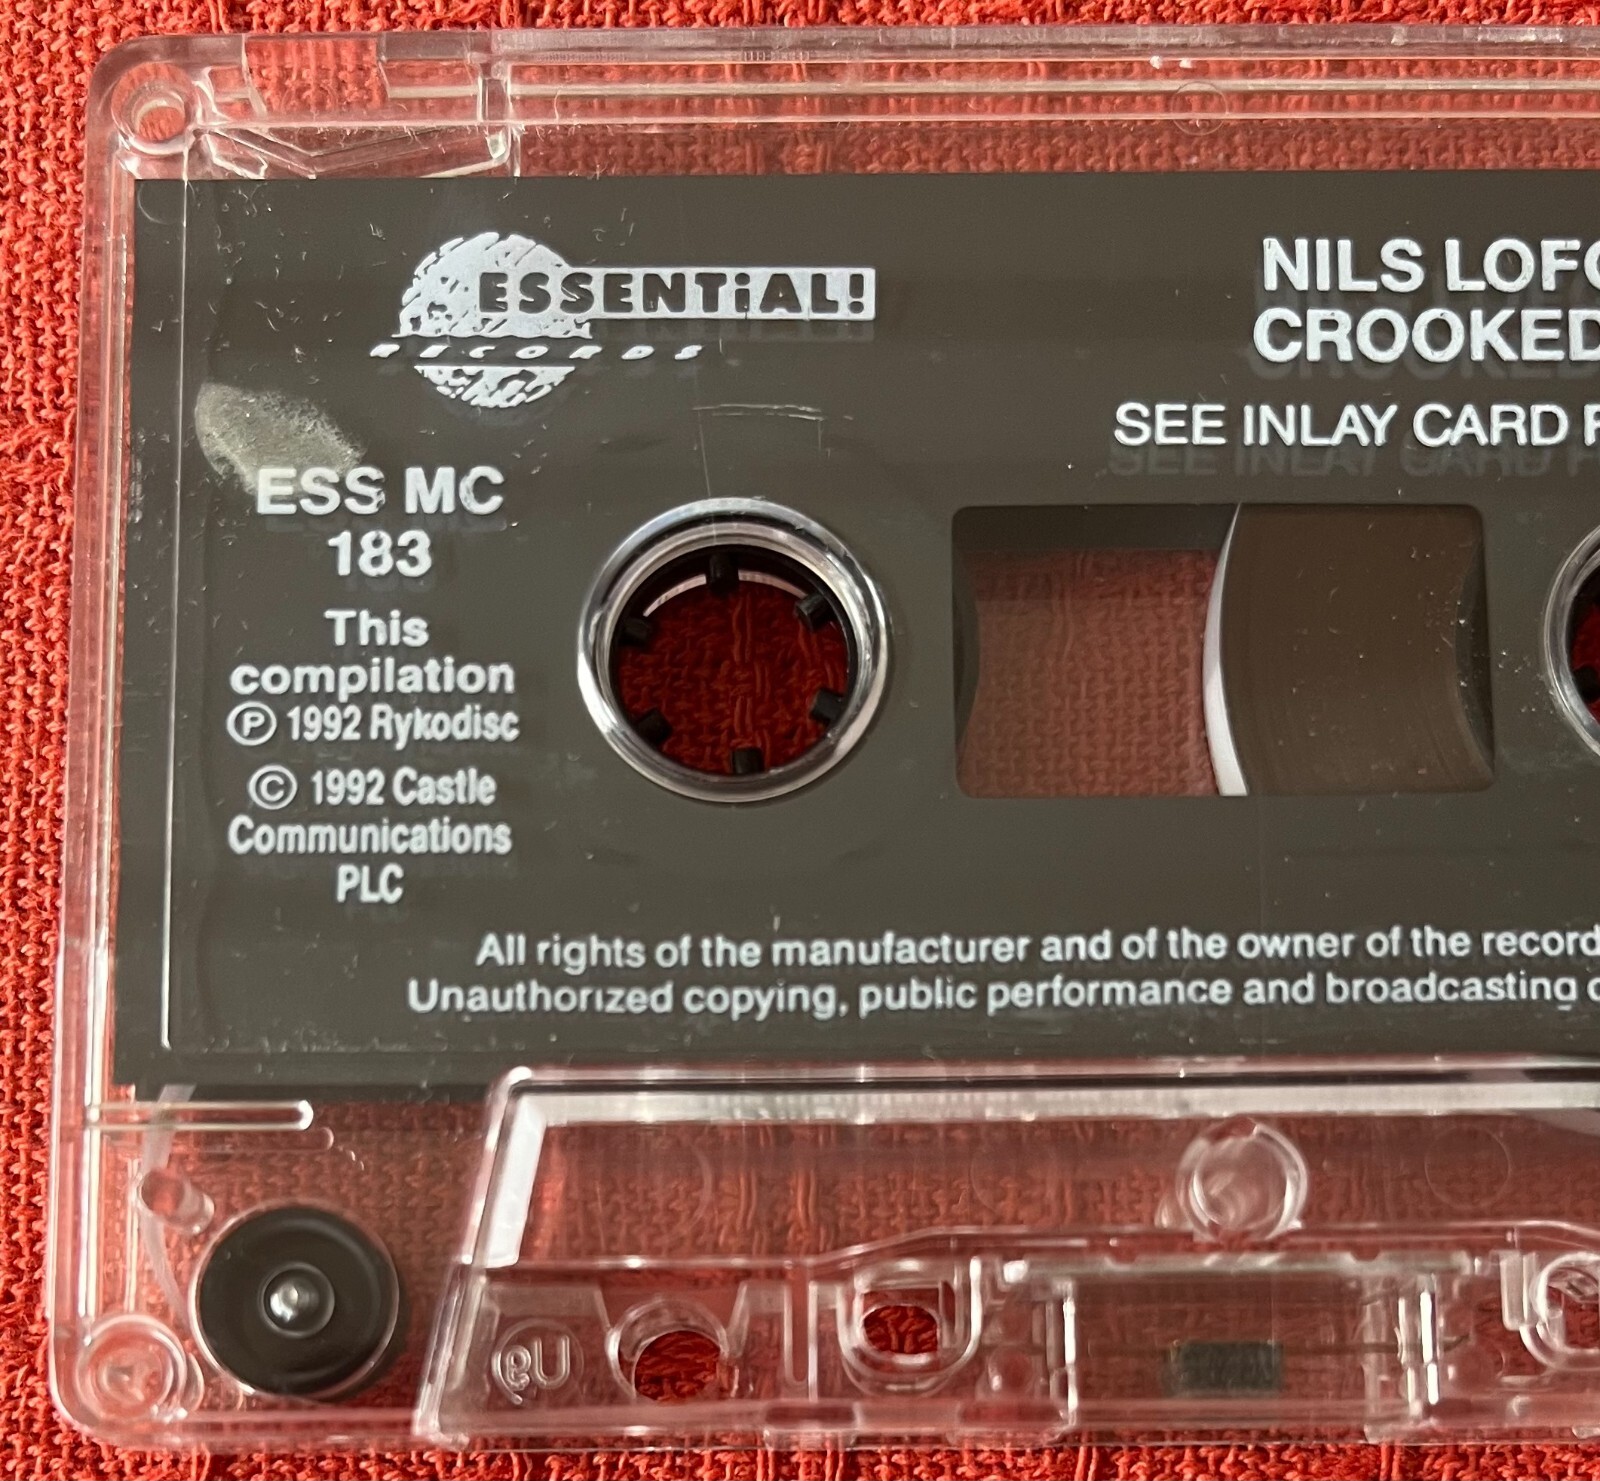 ESSENTiAL!
RECORDS
NILS LOFG
CROOKED
SEE INLAY CARD F
ESS MC
183
This
compilation
℗ 1992 Rykodisc
© 1992 Castle
Communications
PLC
All rights of the manufacturer and of the owner of the record
Unauthorized copying, public performance and broadcasting o